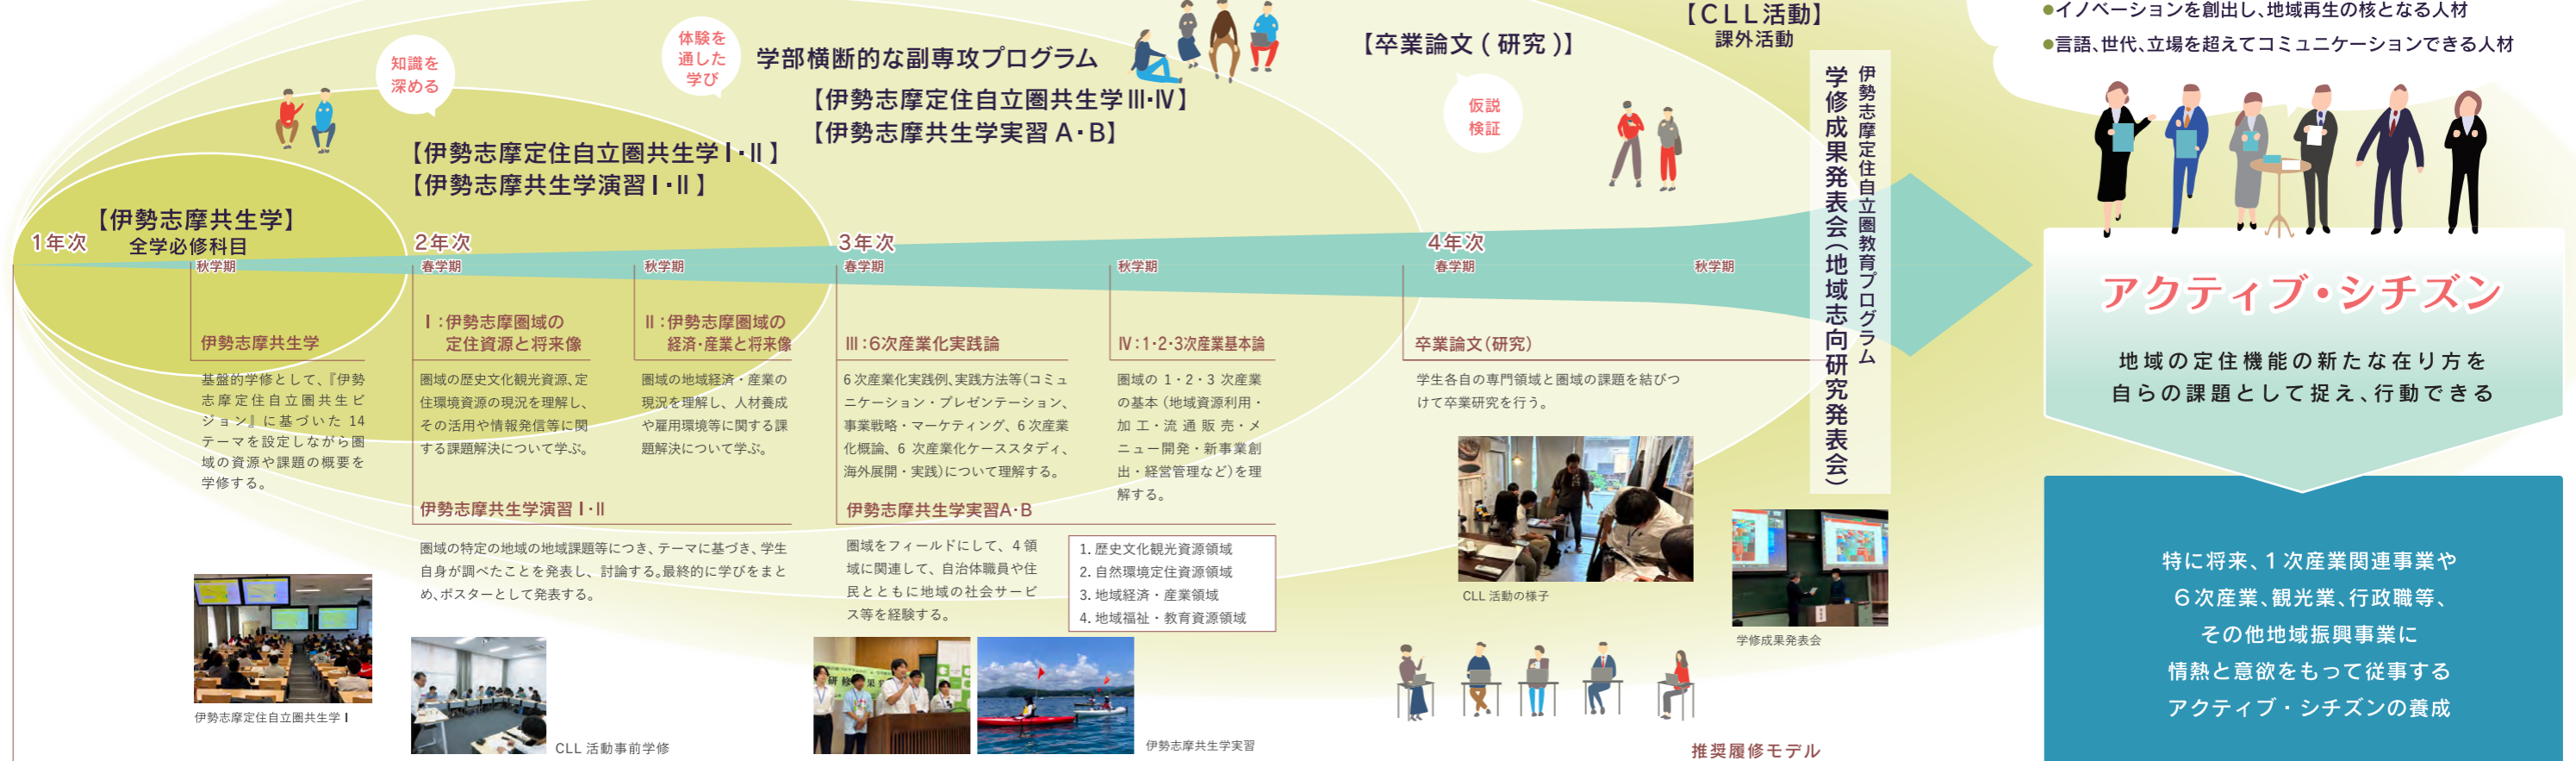 【CLL活動】
課外活動
●イノベーションを創出し、地域再生の核となる人材
●言語、世代、立場を超えてコミュニケーションできる人材
知識を
深める
体験を
通した
学び
学部横断的な副専攻プログラム
【伊勢志摩定住自立圏共生学Ⅲ・Ⅳ】
【伊勢志摩共生学実習 A・B】
【卒業論文(研究)】
仮説
検証
【伊勢志摩定住自立圏共生学Ⅰ・Ⅱ】
【伊勢志摩共生学演習Ⅰ・Ⅱ】
【伊勢志摩共生学】
全学必修科目
伊勢志摩定住自立圏教育プログラム
学修成果発表会(地域志向研究発表会)
1年次
秋学期
2年次
春学期
秋学期
3年次
春学期
秋学期
4年次
春学期
秋学期
伊勢志摩共生学
基盤的学修として、『伊勢
志摩定住自立圏共生ビ
ジョン』に基づいた 14
テーマを設定しながら圏
域の資源や課題の概要を
学修する。
Ⅰ:伊勢志摩圏域の
定住資源と将来像
圏域の歴史文化観光資源、定
住環境資源の現況を理解し、
その活用や情報発信等に関
する課題解決について学ぶ。
Ⅱ:伊勢志摩圏域の
経済・産業と将来像
圏域の地域経済・産業の
現況を理解し、人材養成
や雇用環境等に関する課
題解決について学ぶ。
伊勢志摩共生学演習Ⅰ・Ⅱ
圏域の特定の地域の地域課題等につき、テーマに基づき、学生
自身が調べたことを発表し、討論する。最終的に学びをまと
め、ポスターとして発表する。
Ⅲ:6次産業化実践論
6次産業化実践例、実践方法等(コミュ
ニケーション・プレゼンテーション、
事業戦略・マーケティング、6次産業
化概論、6 次産業化ケーススタディ、
海外展開・実践)について理解する。
Ⅳ:1・2・3次産業基本論
圏域の 1・2・3 次産業
の基本(地域資源利用・
加工・流通販売・メ
ニュー開発・新事業創
出・経営管理など)を理
解する。
伊勢志摩共生学実習A・B
圏域をフィールドにして、4領
域に関連して、自治体職員や住
民とともに地域の社会サービ
ス等を経験する。
1. 歴史文化観光資源領域
2. 自然環境定住資源領域
3. 地域経済・産業領域
4. 地域福祉・教育資源領域
卒業論文(研究)
学生各自の専門領域と圏域の課題を結びつ
けて卒業研究を行う。
CLL 活動の様子
学修成果発表会
伊勢志摩定住自立圏共生学Ⅰ
CLL 活動事前学修
伊勢志摩共生学実習
推奨履修モデル
アクティブ・シチズン
地域の定住機能の新たな在り方を
自らの課題として捉え、行動できる
特に将来、1次産業関連事業や
6次産業、観光業、行政職等、
その他地域振興事業に
情熱と意欲をもって従事する
アクティブ・シチズンの養成